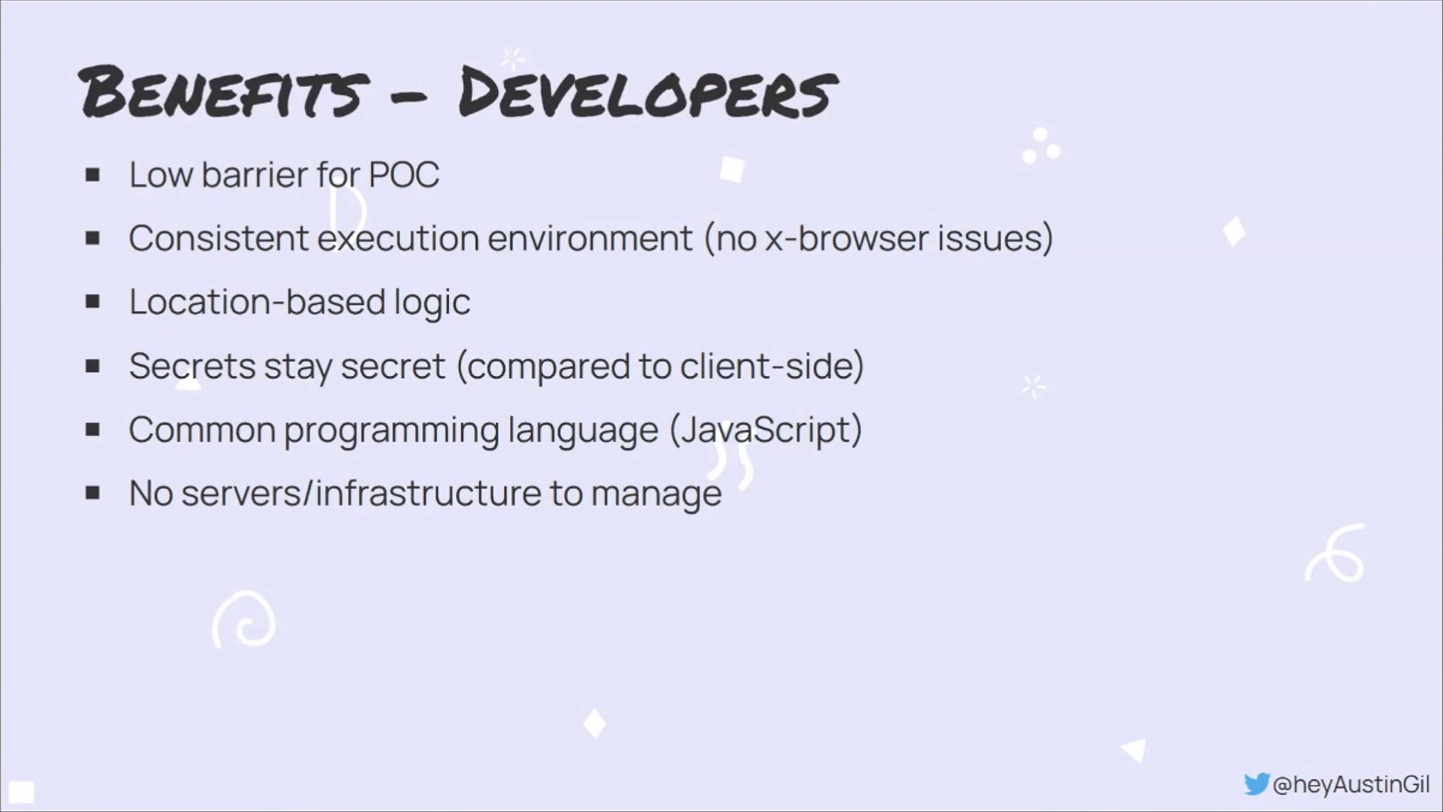 Benefits - Developers
Low barrier for POC
Consistent execution environment (no x-browser issues)
Location-based logic
Secrets stay secret (compared to client-side)
Common programming language (JavaScript)
No servers/infrastructure to manage
@heyAustinGil